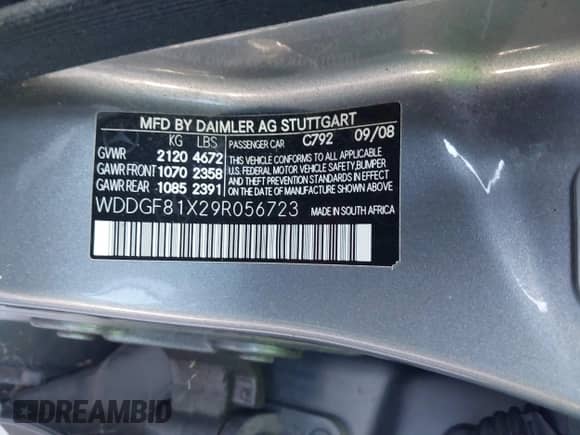 MFD BY DAIMLER AG STUTTGART
KG LBS PASSENGER CAR C792 09/08
GVWR 2120 4672 THIS VEHICLE CONFORMS TO ALL APPLICABLE
GAWR FRONT 1070 2358 U.S. FEDERAL MOTOR VEHICLE SAFETY,BUMPER
GAWR REAR 1085 2391 AND THEFT PREVENTION STANDARDS IN EFFECT
ON THE DATE OF MANUFACTURE SHOWN ABOVE.
WDDGF81X29R056723 MADE IN SOUTH AFRICA
DREAMBID